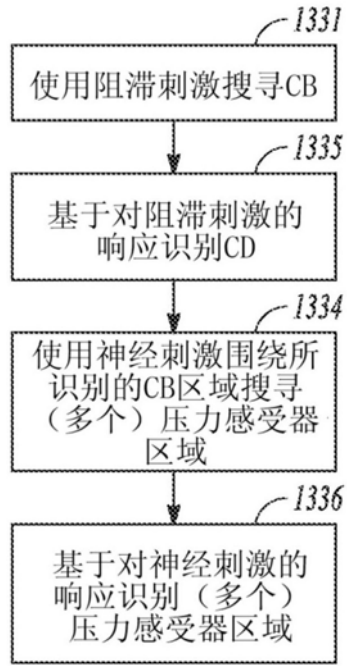 1331
使用阻滞刺激搜寻CB
1335
基于对阻滞刺激的
响应识别CD
1334
使用神经刺激围绕所
识别的CB区域搜寻
（多个）压力感受器
区域
1336
基于对神经刺激的
响应识别（多个）
压力感受器区域